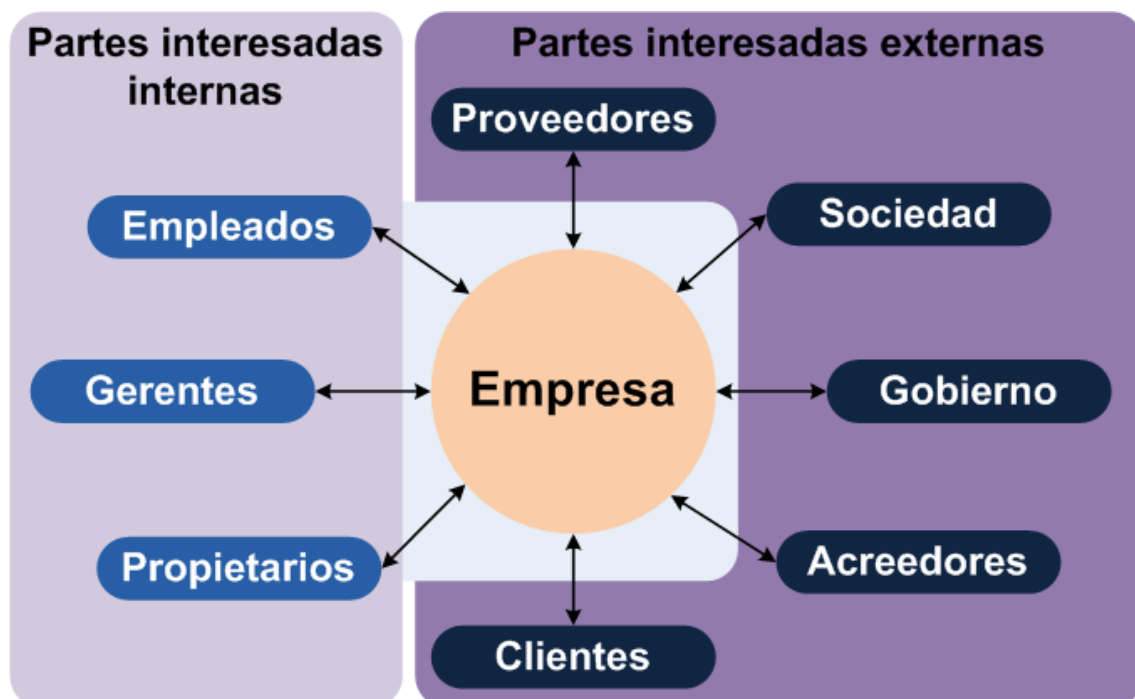 Partes interesadas
internas
Partes interesadas externas
Proveedores
Empleados
Sociedad
Gerentes
Empresa
Gobierno
Propietarios
Acreedores
Clientes